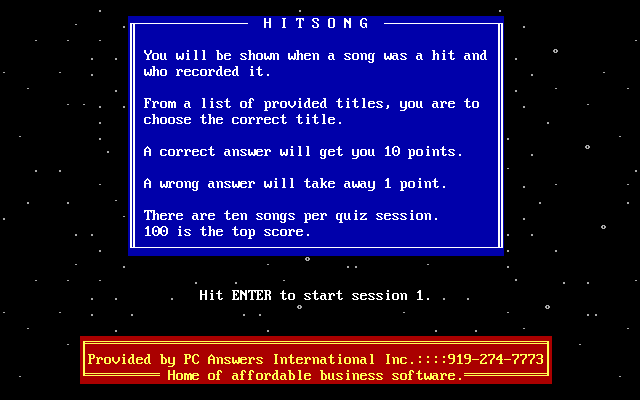 H I T S O N G
You will be shown when a song was a hit and
who recorded it.
From a list of provided titles, you are to
choose the correct title.
A correct answer will get you 10 points.
A wrong answer will take away 1 point.
There are ten songs per quiz session.
100 is the top score.
Hit ENTER to start session 1.
Provided by PC Answers International Inc.::::919-274-7773
Home of affordable business software.